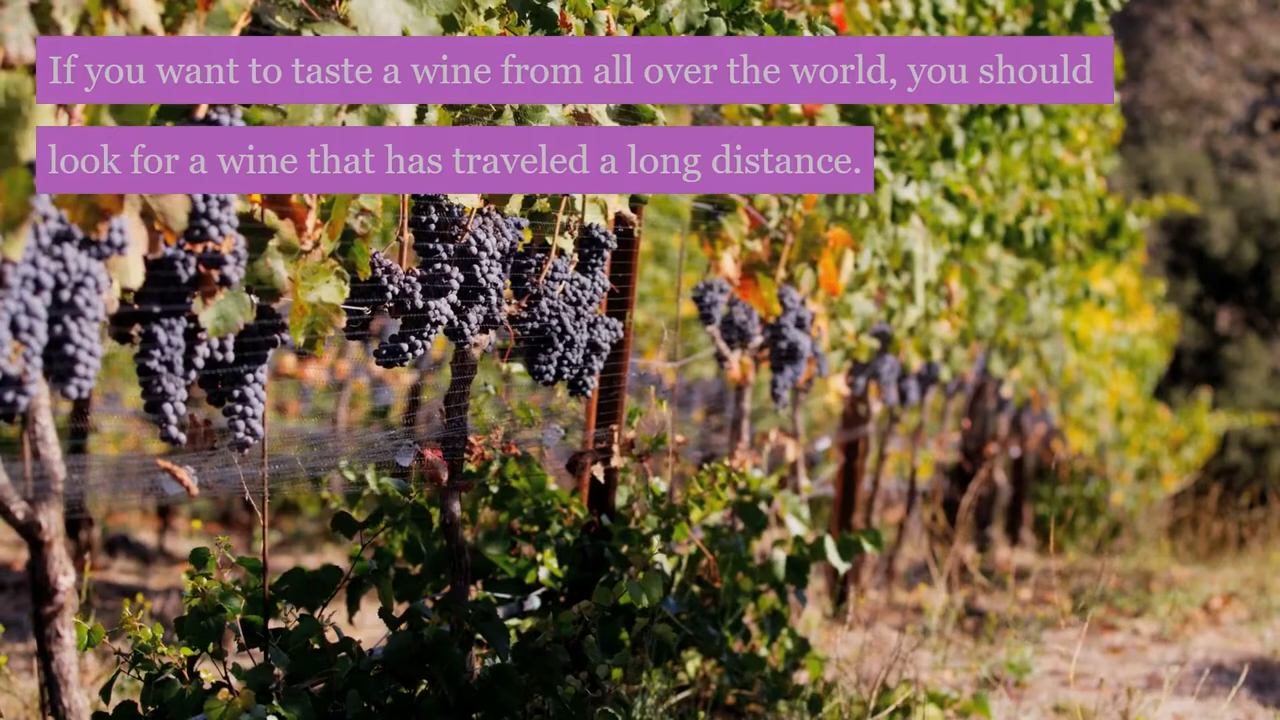 If you want to taste a wine from all over the world, you should
look for a wine that has traveled a long distance.